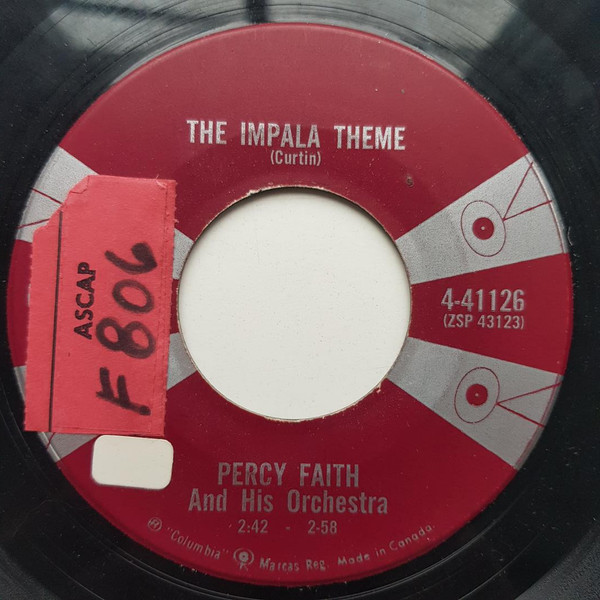 THE IMPALA THEME
(Curtin)
ASCAP
F806
4-41126
(ZSP 43123)
PERCY FAITH
And His Orchestra
2:42 - 2-58
® "Columbia" Marcas Reg. Made in Canada.